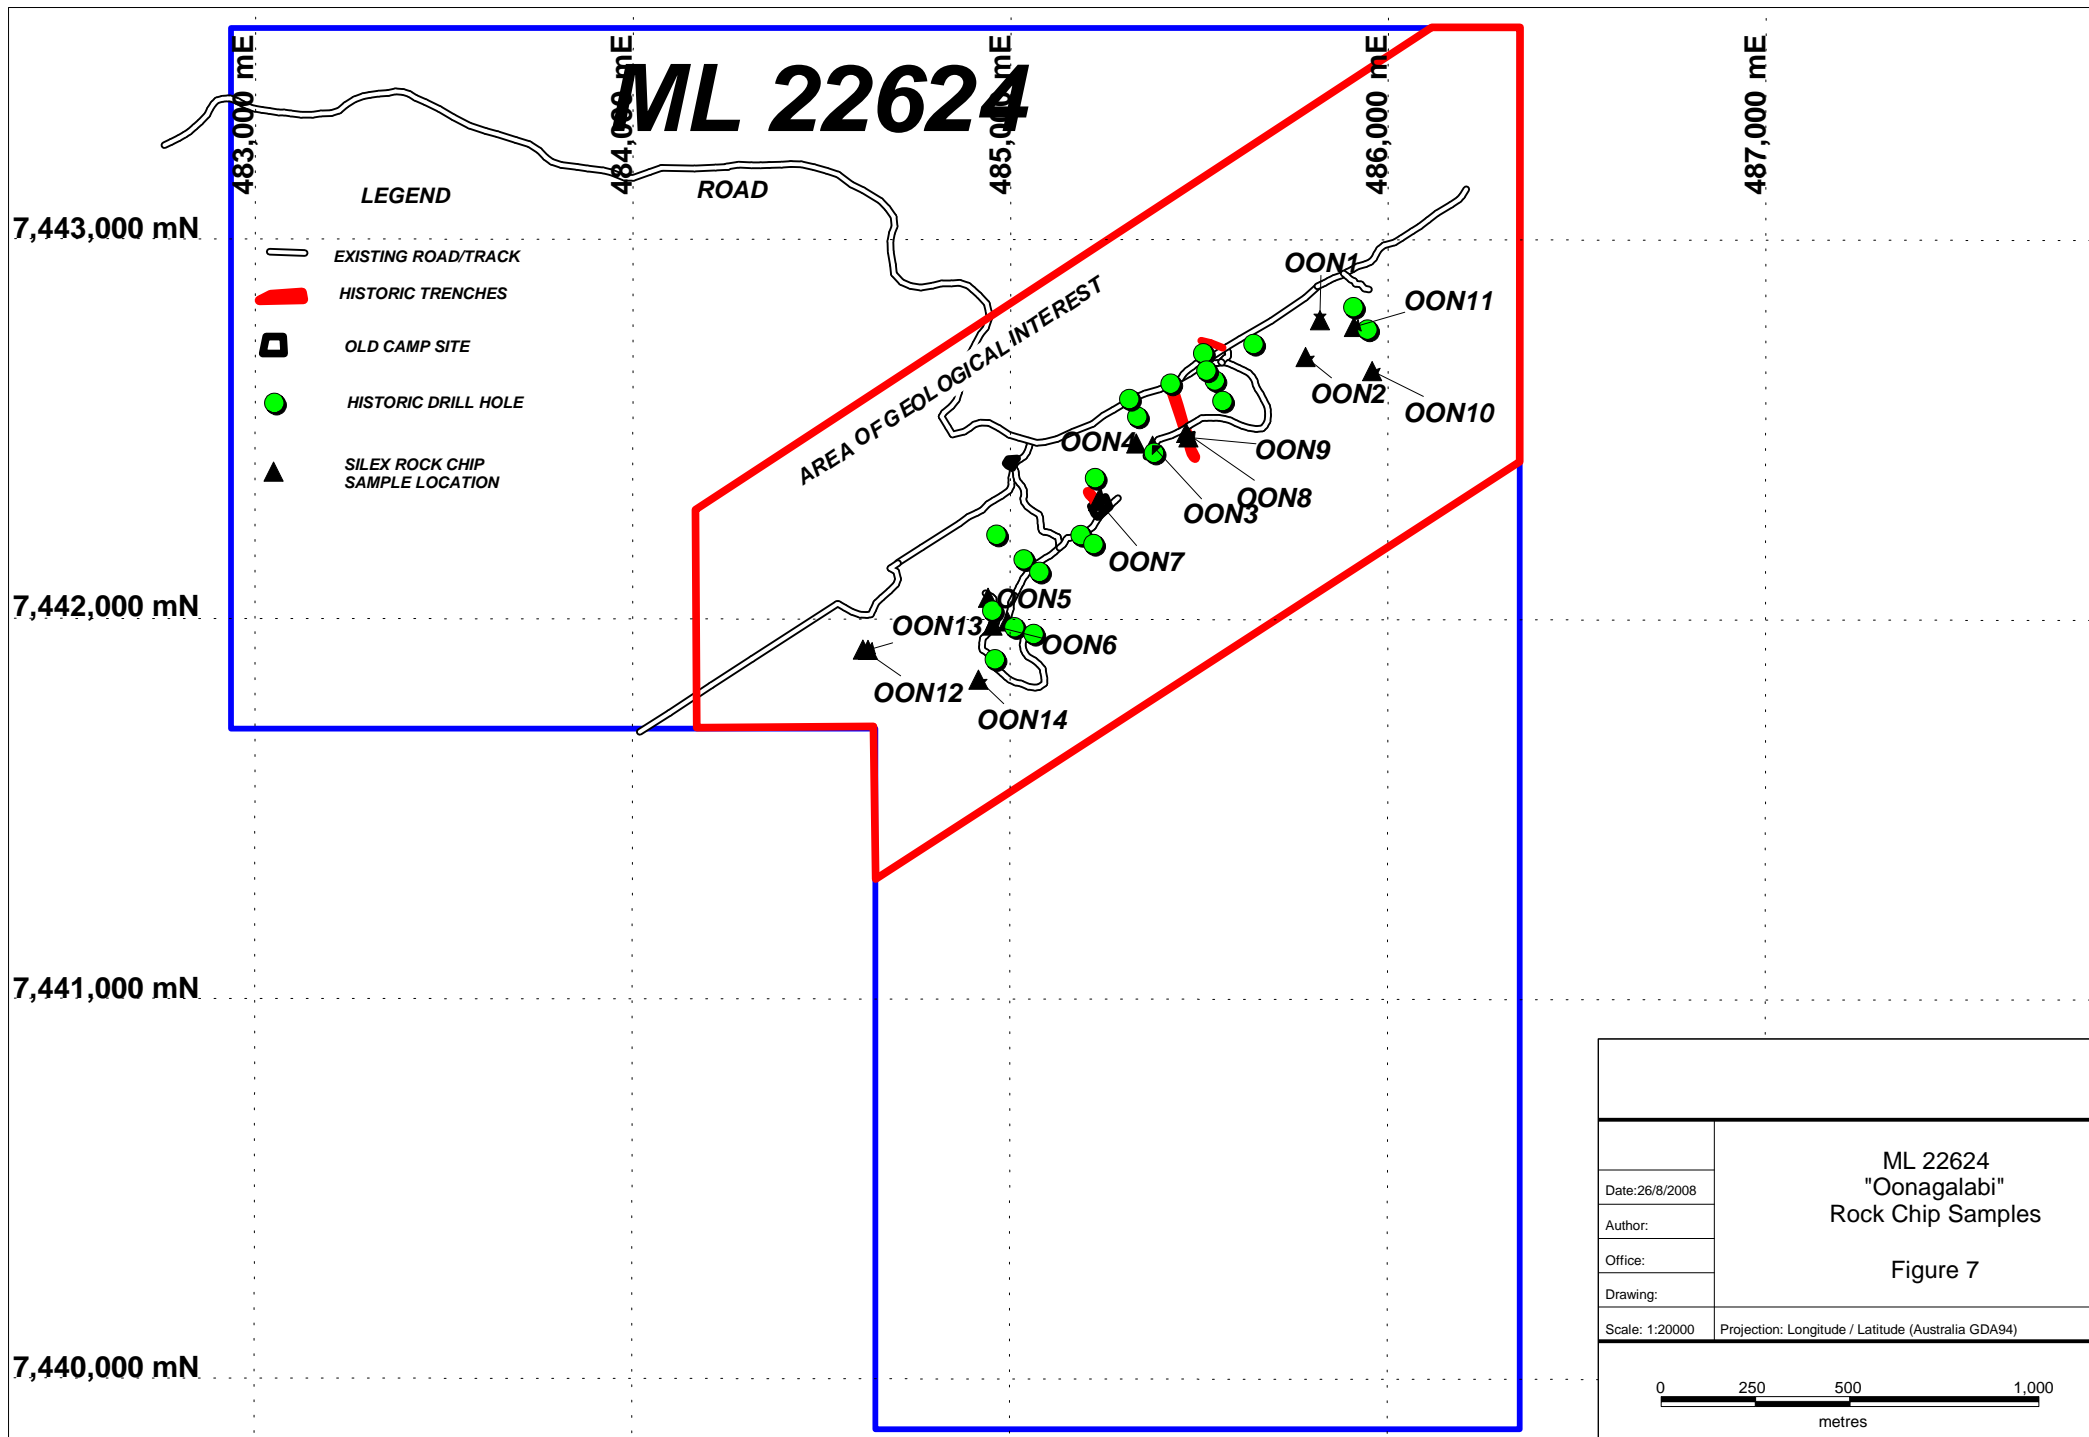 ML 22624
483,000 mE
484,000 mE
485,000 mE
486,000 mE
487,000 mE
7,443,000 mN
7,442,000 mN
7,441,000 mN
7,440,000 mN
LEGEND
EXISTING ROAD/TRACK
HISTORIC TRENCHES
OLD CAMP SITE
HISTORIC DRILL HOLE
SILEX ROCK CHIP
SAMPLE LOCATION
ROAD
AREA OF GEOLOGICAL INTEREST
OON1
OON11
OON2
OON10
OON4
OON9
OON8
OON3
OON7
OON5
OON13
OON6
OON12
OON14
ML 22624
"Oonagalabi"
Rock Chip Samples
Figure 7
Date:26/8/2008
Author:
Office:
Drawing:
Scale: 1:20000
Projection: Longitude / Latitude (Australia GDA94)
0 250 500 1,000
metres